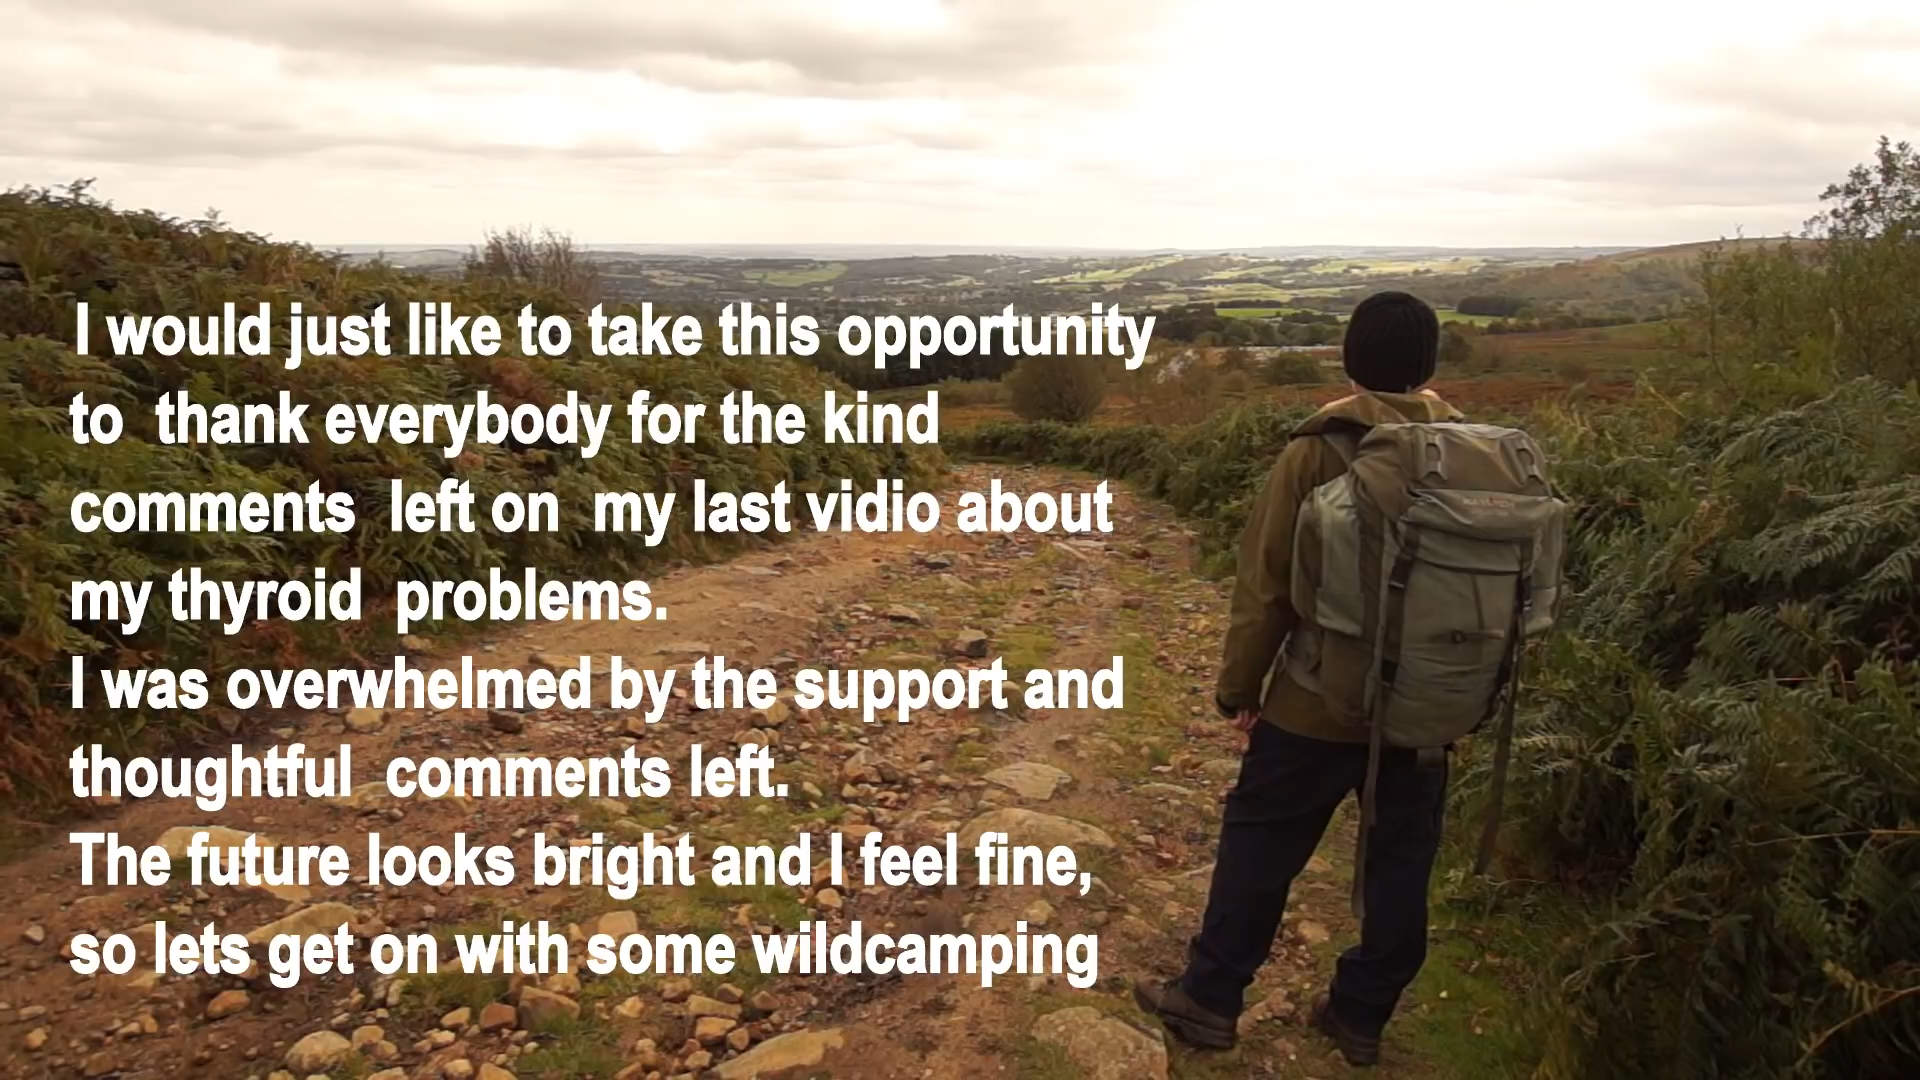 I would just like to take this opportunity
to  thank everybody for the kind
comments  left on  my last vidio about
my thyroid  problems.
I was overwhelmed by the support and
thoughtful  comments left.
The future looks bright and I feel fine,
so lets get on with some wildcamping